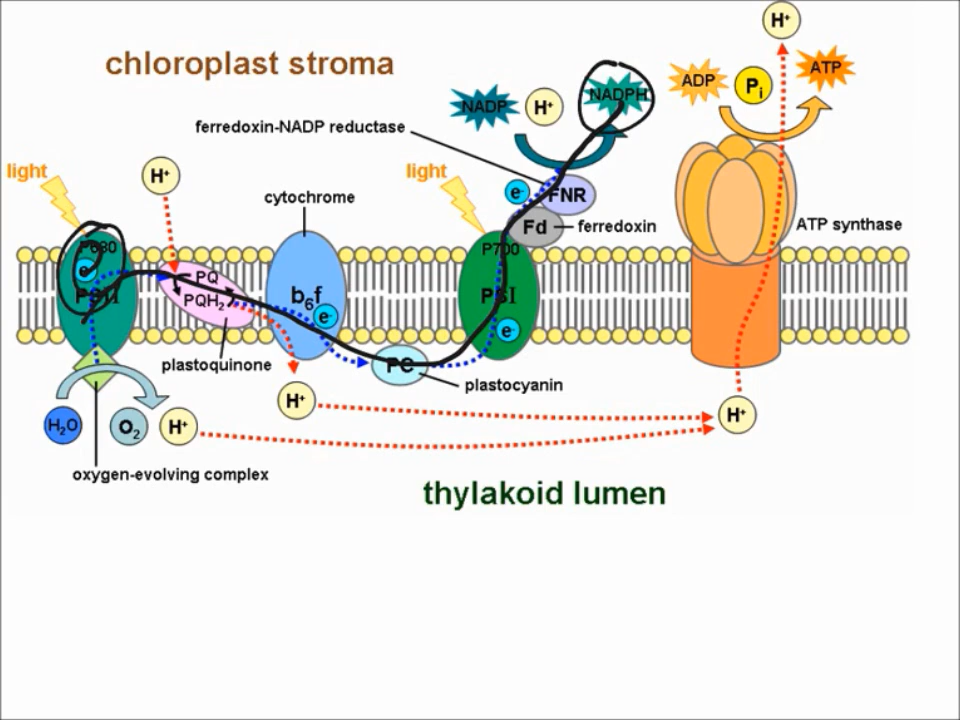 H⁺
chloroplast stroma
NADP
H⁺
NADPH
ADP
Pᵢ
ATP
ferredoxin-NADP reductase
light
H⁺
cytochrome
light
e⁻
FNR
Fd
ferredoxin
ATP synthase
P680
e⁻
PSII
PQ
PQH₂
b₆f
e⁻
P700
PSI
e⁻
plastoquinone
PC
plastocyanin
H₂O
O₂
H⁺
H⁺
H⁺
oxygen-evolving complex
thylakoid lumen